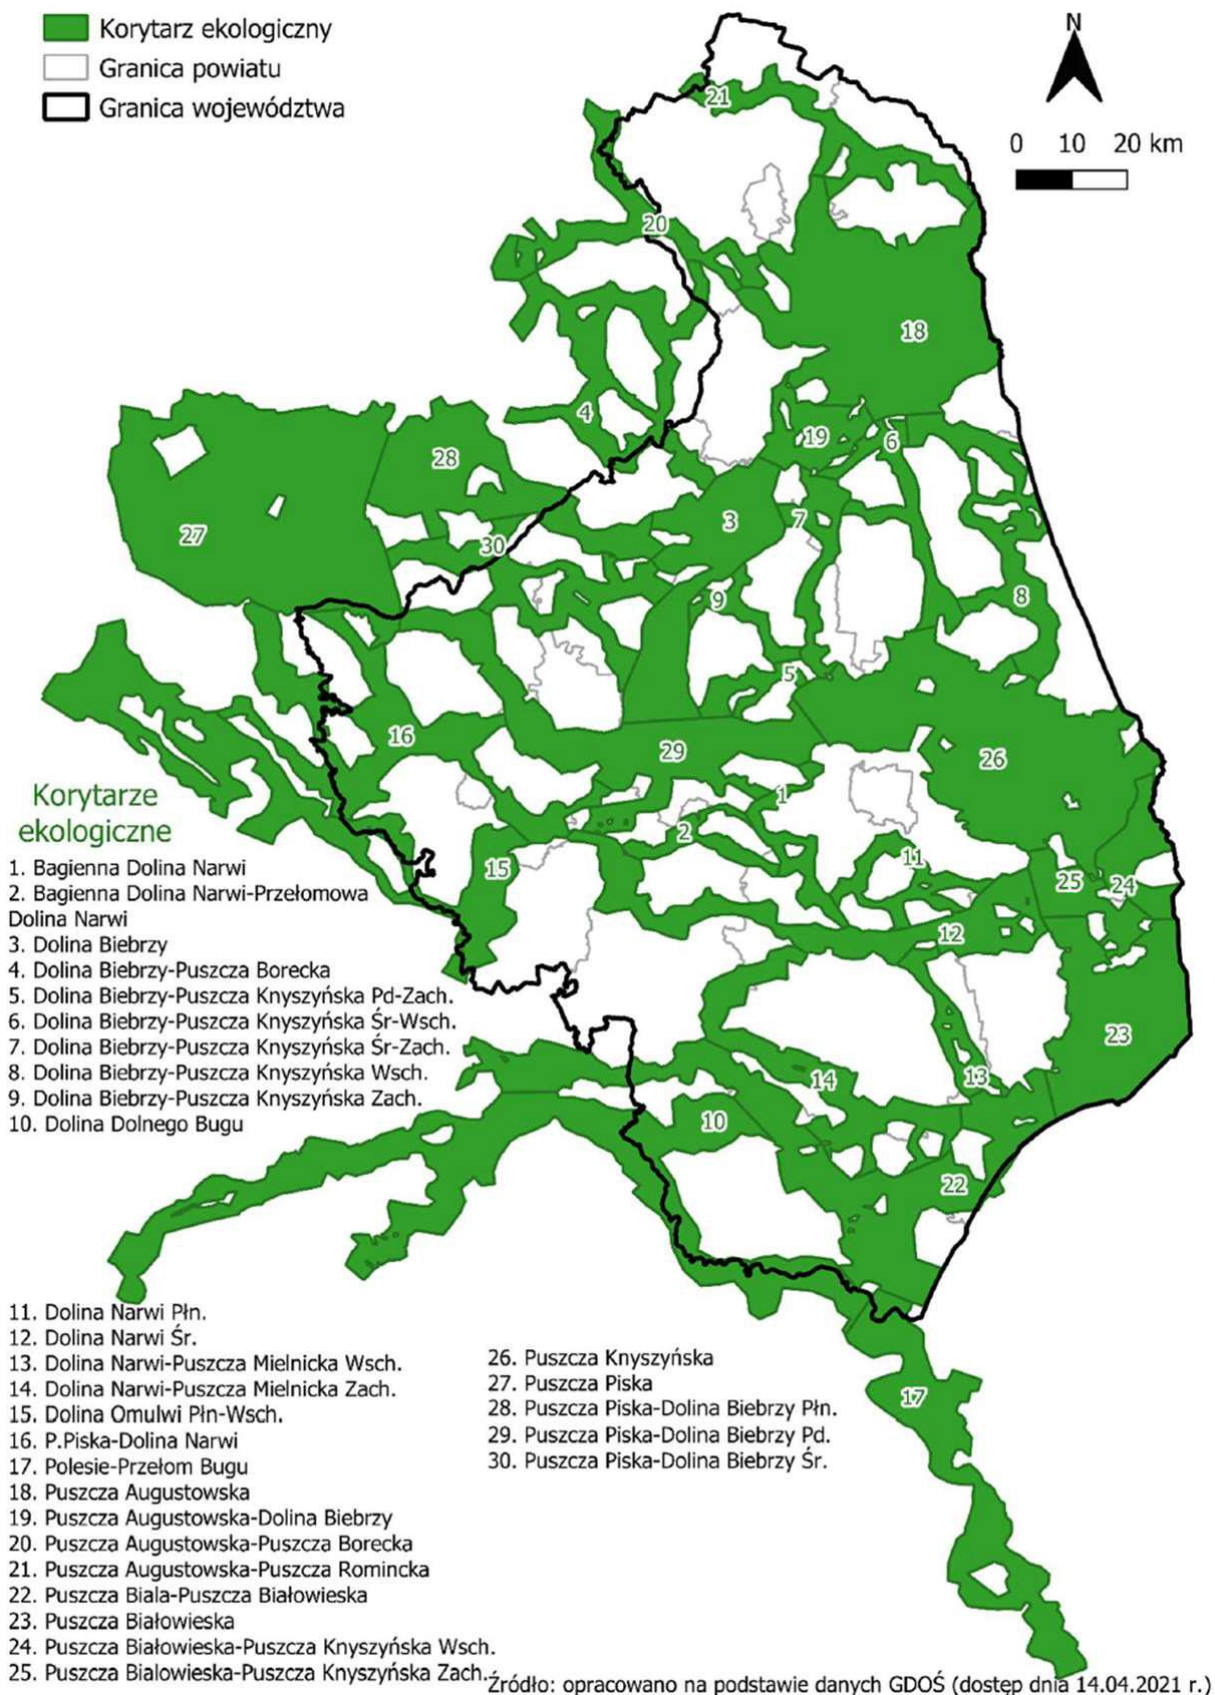 Korytarz ekologiczny
Granica powiatu
Granica województwa
N
0 10 20 km
21
20
18
4
28
19
6
27
3
7
30
9
8
5
16
29
26
1
2
15
11
25
24
12
23
14
13
10
22
17
Korytarze
ekologiczne
1. Bagienna Dolina Narwi
2. Bagienna Dolina Narwi-Przełomowa
Dolina Narwi
3. Dolina Biebrzy
4. Dolina Biebrzy-Puszcza Borecka
5. Dolina Biebrzy-Puszcza Knyszyńska Pd-Zach.
6. Dolina Biebrzy-Puszcza Knyszyńska Śr-Wsch.
7. Dolina Biebrzy-Puszcza Knyszyńska Śr-Zach.
8. Dolina Biebrzy-Puszcza Knyszyńska Wsch.
9. Dolina Biebrzy-Puszcza Knyszyńska Zach.
10. Dolina Dolnego Bugu
11. Dolina Narwi Płn.
12. Dolina Narwi Śr.
13. Dolina Narwi-Puszcza Mielnicka Wsch.
14. Dolina Narwi-Puszcza Mielnicka Zach.
15. Dolina Omulwi Płn-Wsch.
16. P.Piska-Dolina Narwi
17. Polesie-Przełom Bugu
18. Puszcza Augustowska
19. Puszcza Augustowska-Dolina Biebrzy
20. Puszcza Augustowska-Puszcza Borecka
21. Puszcza Augustowska-Puszcza Romincka
22. Puszcza Biala-Puszcza Białowieska
23. Puszcza Białowieska
24. Puszcza Białowieska-Puszcza Knyszyńska Wsch.
25. Puszcza Bialowieska-Puszcza Knyszyńska Zach.
26. Puszcza Knyszyńska
27. Puszcza Piska
28. Puszcza Piska-Dolina Biebrzy Płn.
29. Puszcza Piska-Dolina Biebrzy Pd.
30. Puszcza Piska-Dolina Biebrzy Śr.
Źródło: opracowano na podstawie danych GDOŚ (dostęp dnia 14.04.2021 r.)